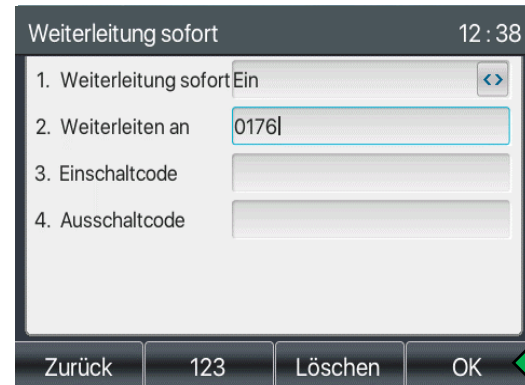 Weiterleitung sofort 12:38
1. Weiterleitung sofort Ein
2. Weiterleiten an 0176
3. Einschaltcode
4. Ausschaltcode
Zurück 123 Löschen OK